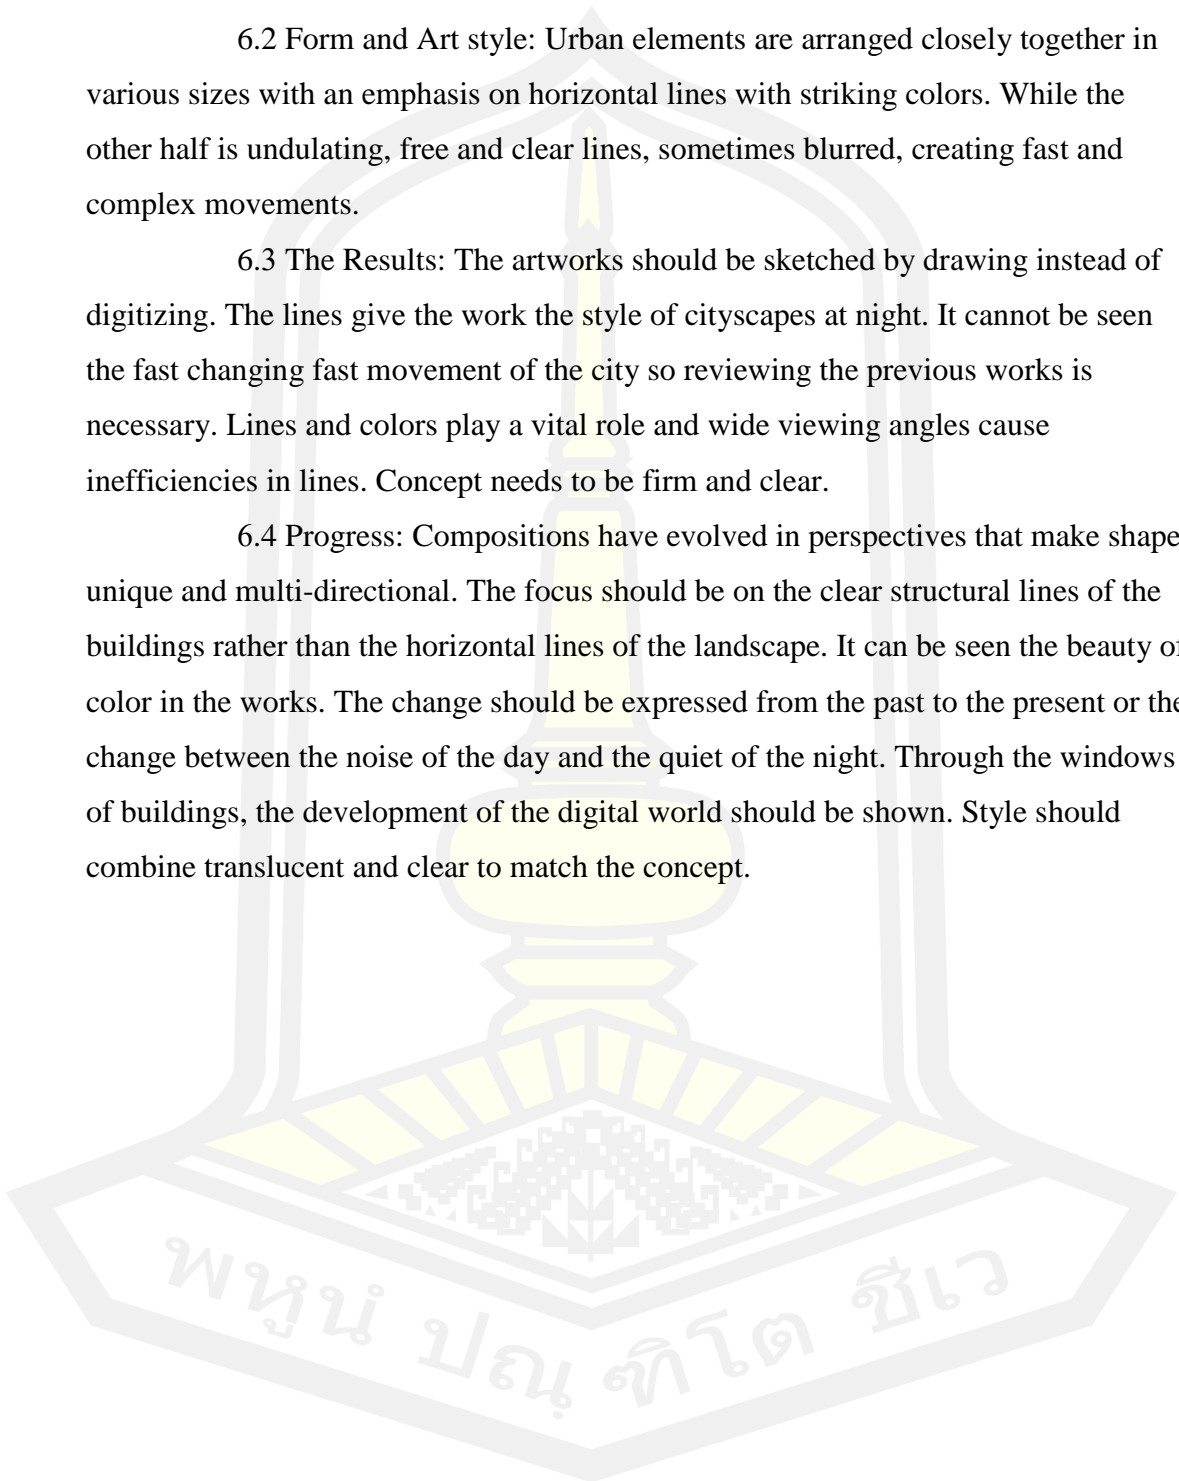 6.2 Form and Art style: Urban elements are arranged closely together in
various sizes with an emphasis on horizontal lines with striking colors. While the
other half is undulating, free and clear lines, sometimes blurred, creating fast and
complex movements.
6.3 The Results: The artworks should be sketched by drawing instead of
digitizing. The lines give the work the style of cityscapes at night. It cannot be seen
the fast changing fast movement of the city so reviewing the previous works is
necessary. Lines and colors play a vital role and wide viewing angles cause
inefficiencies in lines. Concept needs to be firm and clear.
6.4 Progress: Compositions have evolved in perspectives that make shape
unique and multi-directional. The focus should be on the clear structural lines of the
buildings rather than the horizontal lines of the landscape. It can be seen the beauty of
color in the works. The change should be expressed from the past to the present or the
change between the noise of the day and the quiet of the night. Through the windows
of buildings, the development of the digital world should be shown. Style should
combine translucent and clear to match the concept.
พหูนํ ปณฺฑิโต ชีเว